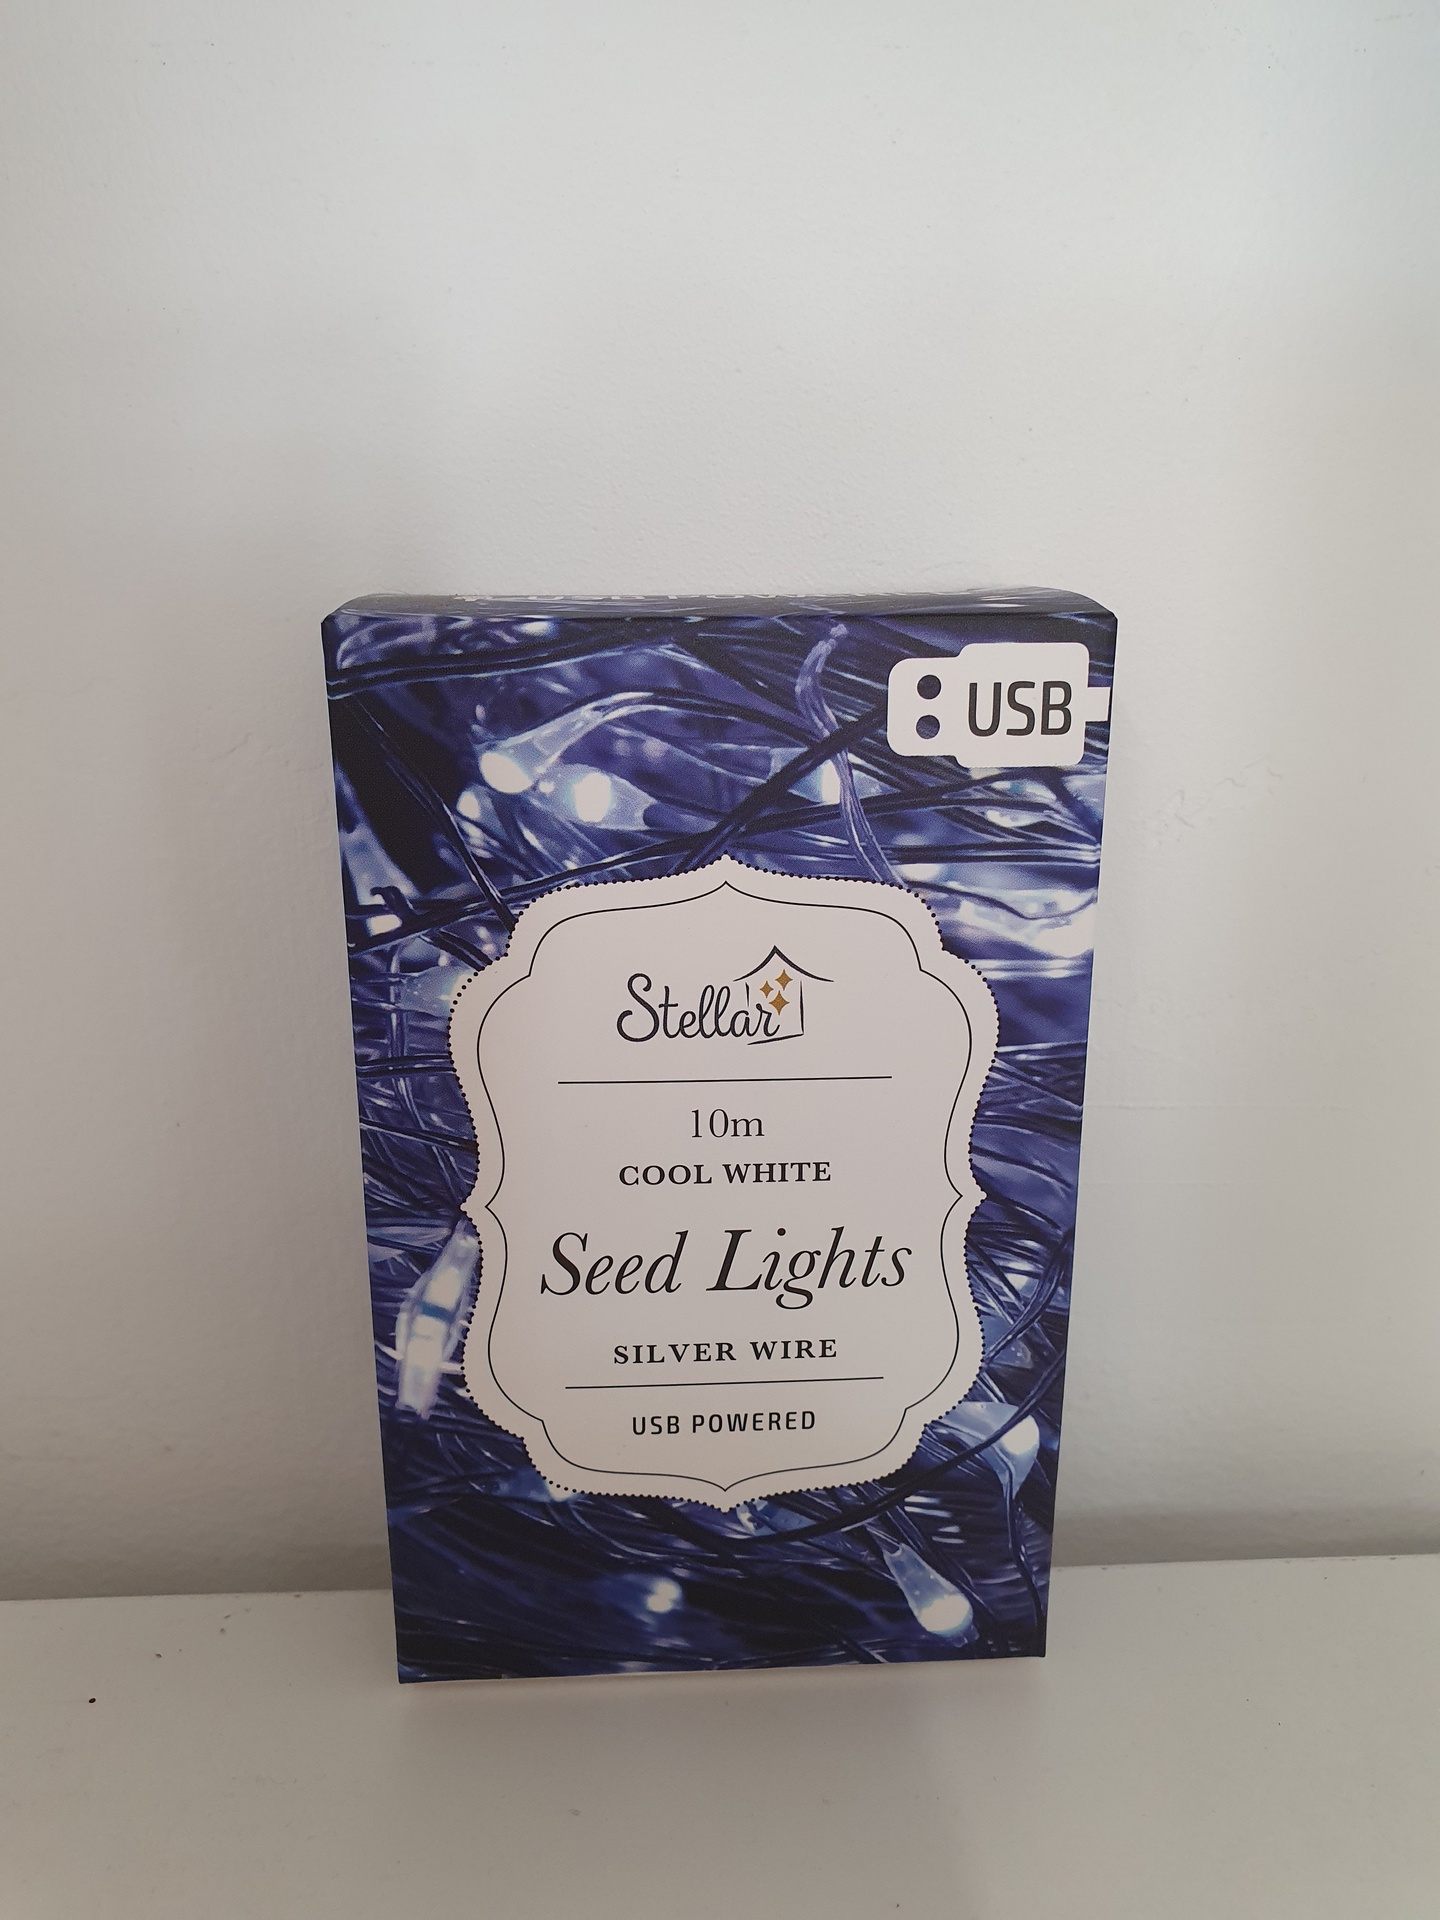 USB
Stellar
10m
COOL WHITE
Seed Lights
SILVER WIRE
USB POWERED